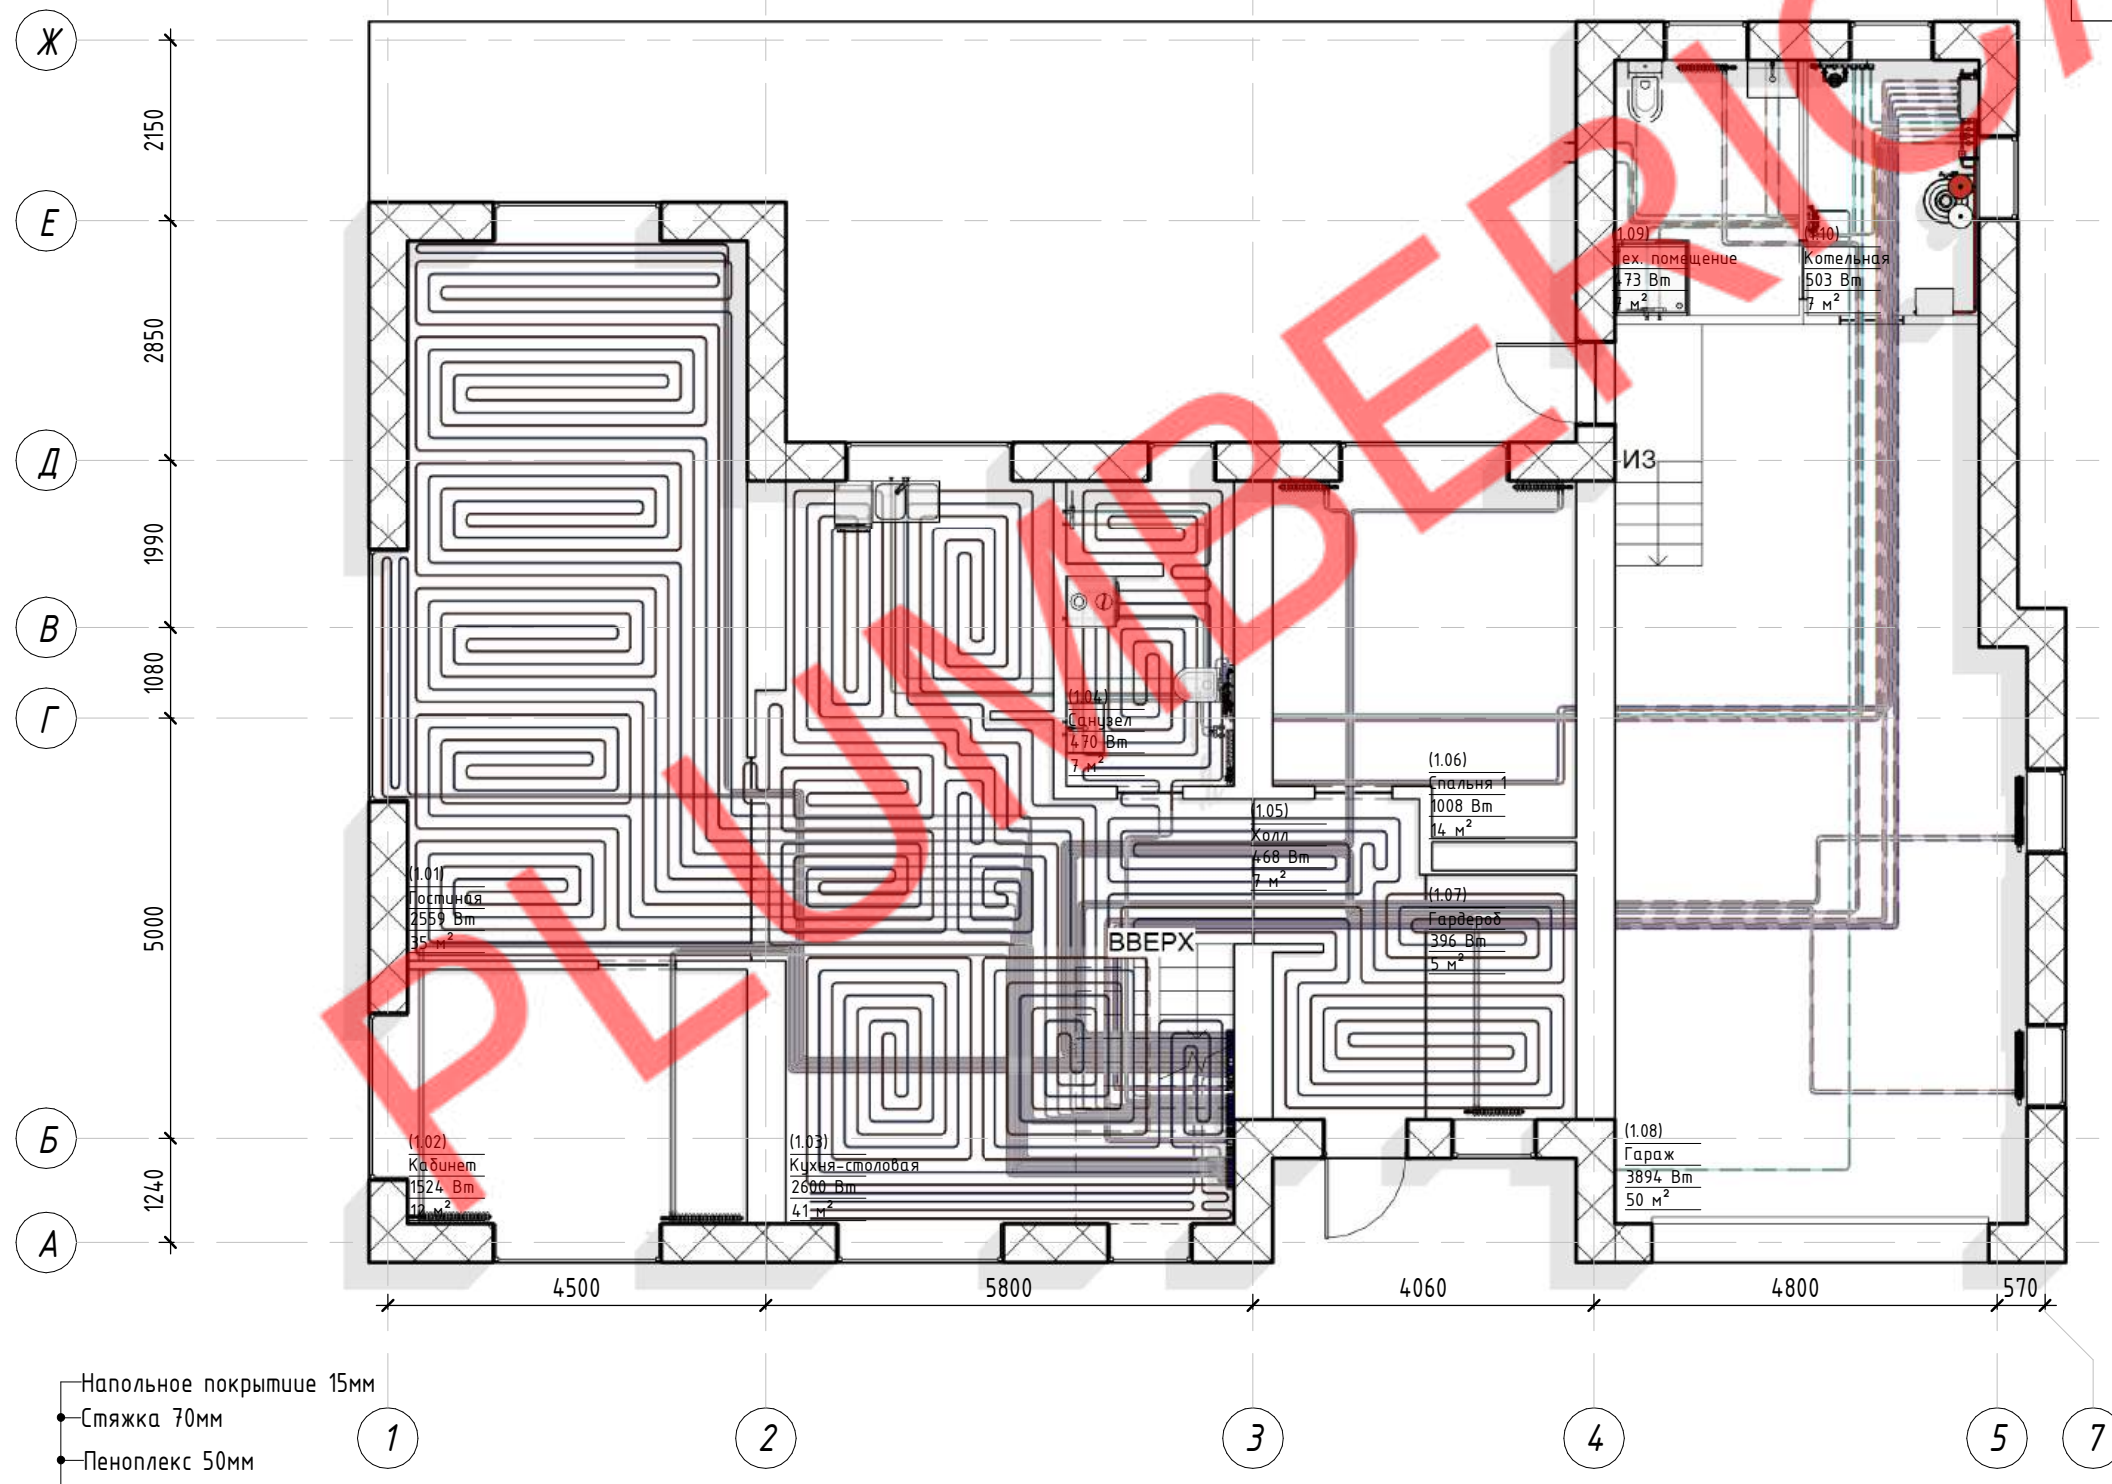 Ж
Е
Д
В
Г
Б
А
2150
2850
1990
1080
5000
1240
(1.09)
Тех. помещение
473 Вт
7 м²
(1.10)
Котельная
503 Вт
7 м²
ИЗ
(1.04)
Санузел
470 Вт
7 м²
(1.06)
Спальня 1
1008 Вт
14 м²
(1.05)
Холл
468 Вт
7 м²
(1.01)
Гостиная
2559 Вт
35 м²
(1.07)
Гардероб
396 Вт
5 м²
ВВЕРХ
(1.02)
Кабинет
1524 Вт
12 м²
(1.03)
Кухня-столовая
2600 Вт
41 м²
(1.08)
Гараж
3894 Вт
50 м²
4500
5800
4060
4800
570
Напольное покрытиие 15мм
Стяжка 70мм
Пеноплекс 50мм
1
2
3
4
5
7
PLUMBERICA